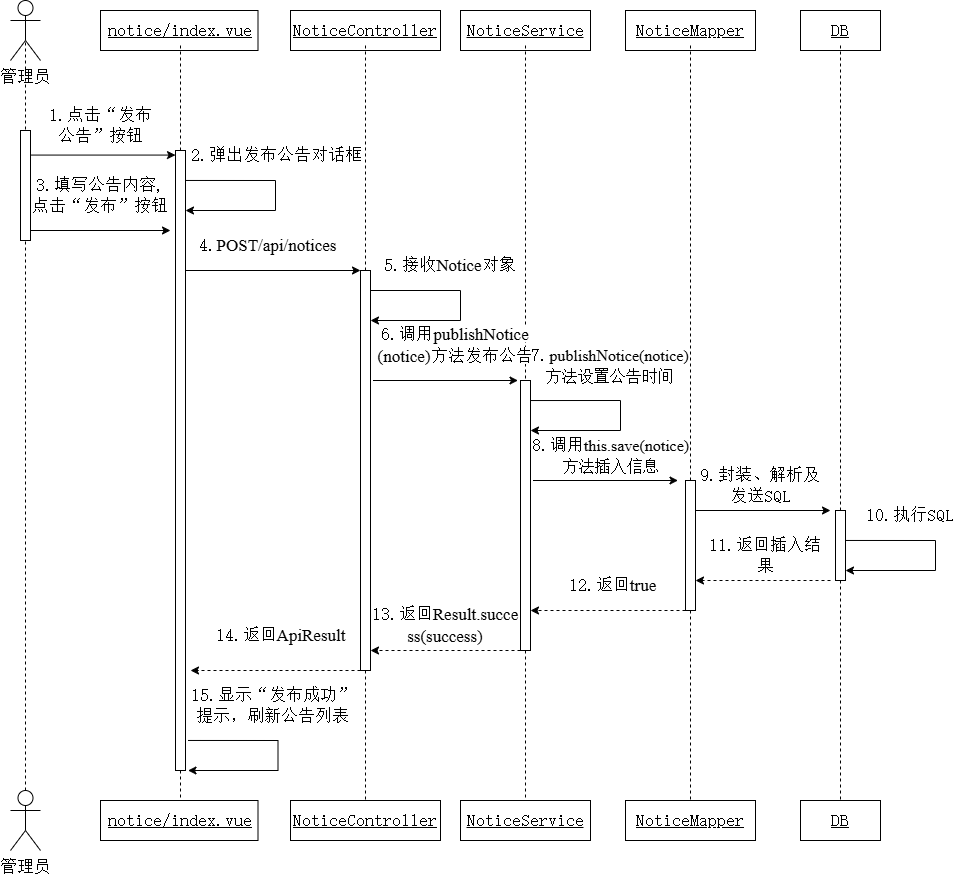 notice/index.vue
NoticeController
NoticeService
NoticeMapper
DB
管理员
1.点击“发布
公告”按钮
2.弹出发布公告对话框
3.填写公告内容,
点击“发布”按钮
4.POST/api/notices
5.接收Notice对象
6.调用publishNotice
(notice)方法发布公告
7.publishNotice(notice)
方法设置公告时间
8.调用this.save(notice)
方法插入信息
9.封装、解析及
发送SQL
10.执行SQL
11.返回插入结
果
12.返回true
13.返回Result.succe
ss(success)
14.返回ApiResult
15.显示“发布成功”
提示，刷新公告列表
notice/index.vue
NoticeController
NoticeService
NoticeMapper
DB
管理员